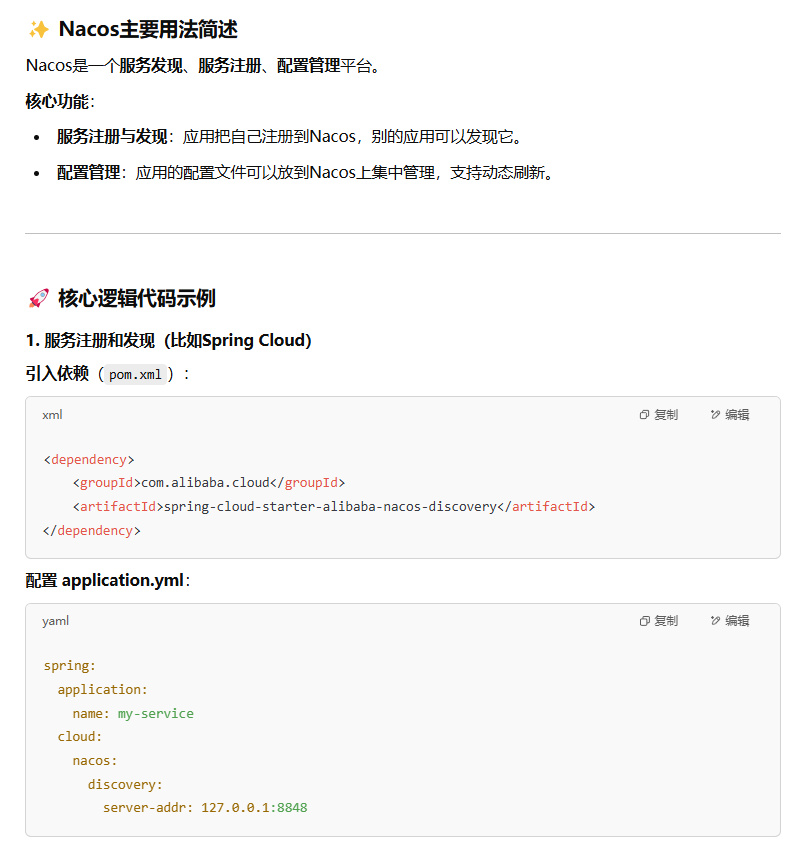 ✨ Nacos主要用法简述
Nacos是一个服务发现、服务注册、配置管理平台。
核心功能：
• 服务注册与发现：应用把自己注册到Nacos，别的应用可以发现它。
• 配置管理：应用的配置文件可以放到Nacos上集中管理，支持动态刷新。
🚀 核心逻辑代码示例
1. 服务注册和发现（比如Spring Cloud）
引入依赖（pom.xml）：
xml 复制 编辑
<dependency>
    <groupId>com.alibaba.cloud</groupId>
    <artifactId>spring-cloud-starter-alibaba-nacos-discovery</artifactId>
</dependency>
配置 application.yml：
yaml 复制 编辑
spring:
  application:
    name: my-service
  cloud:
    nacos:
      discovery:
        server-addr: 127.0.0.1:8848